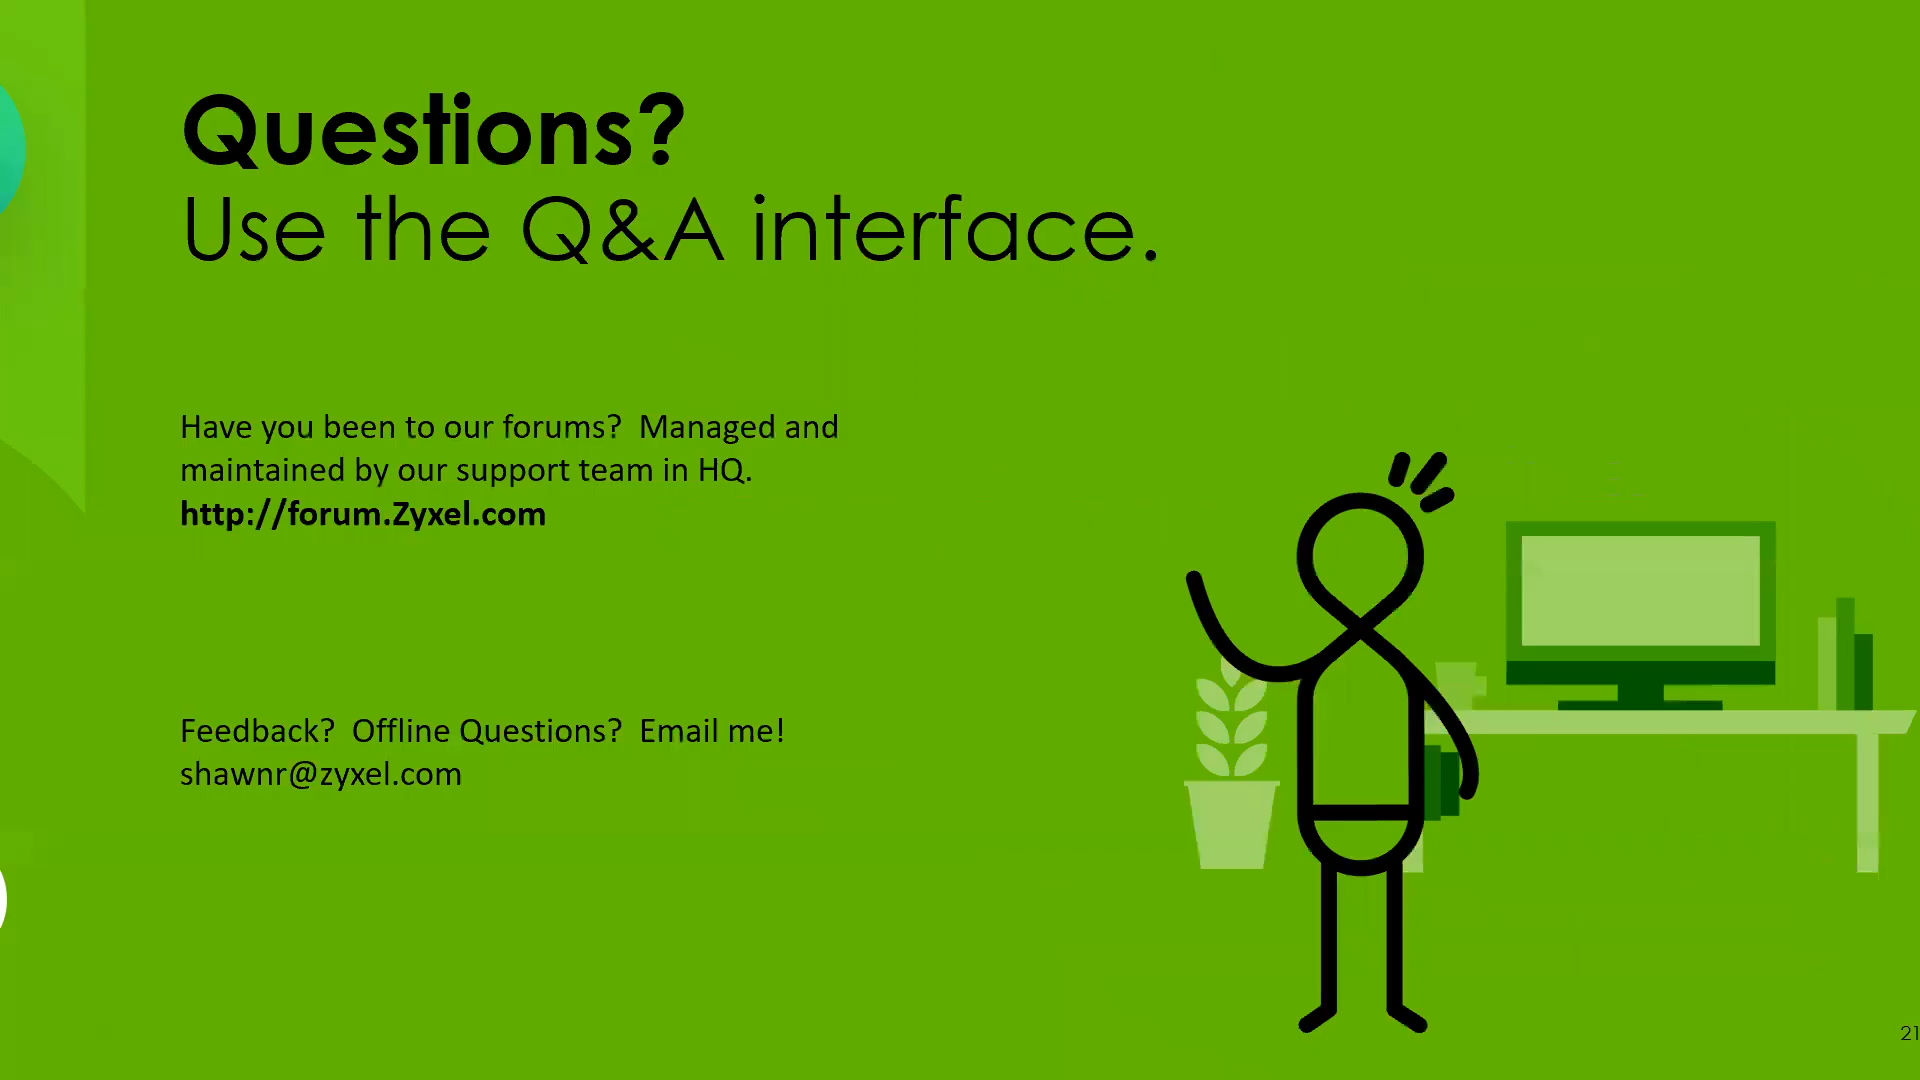 Questions?
Use the Q&A interface.
Have you been to our forums?  Managed and
maintained by our support team in HQ.
http://forum.Zyxel.com
Feedback?  Offline Questions?  Email me!
shawnr@zyxel.com
21